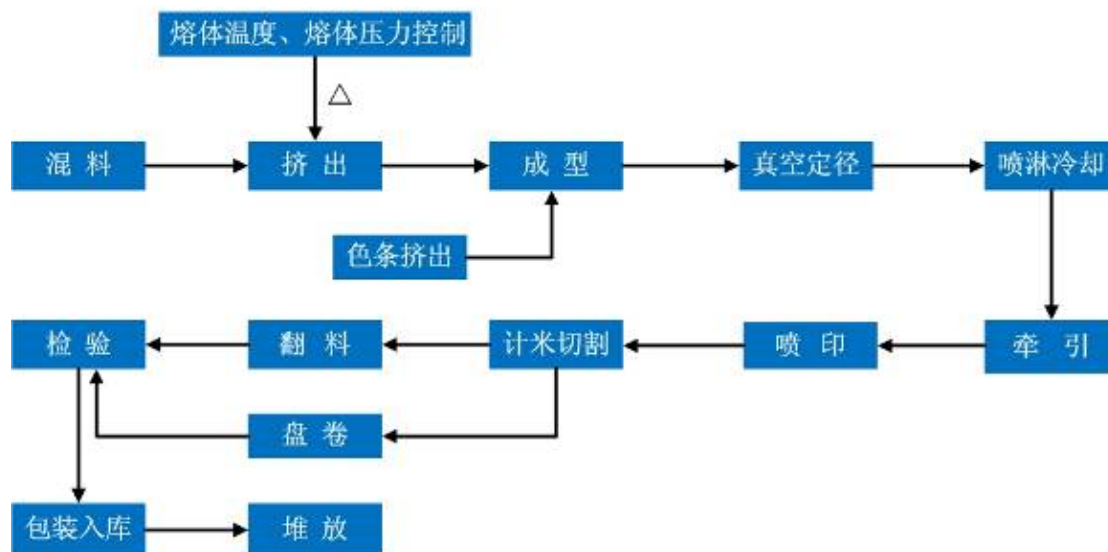 熔体温度、熔体压力控制
△
混料
挤出
成型
真空定径
喷淋冷却
色条挤出
检验
翻料
计米切割
喷印
牵引
盘卷
包装入库
堆放